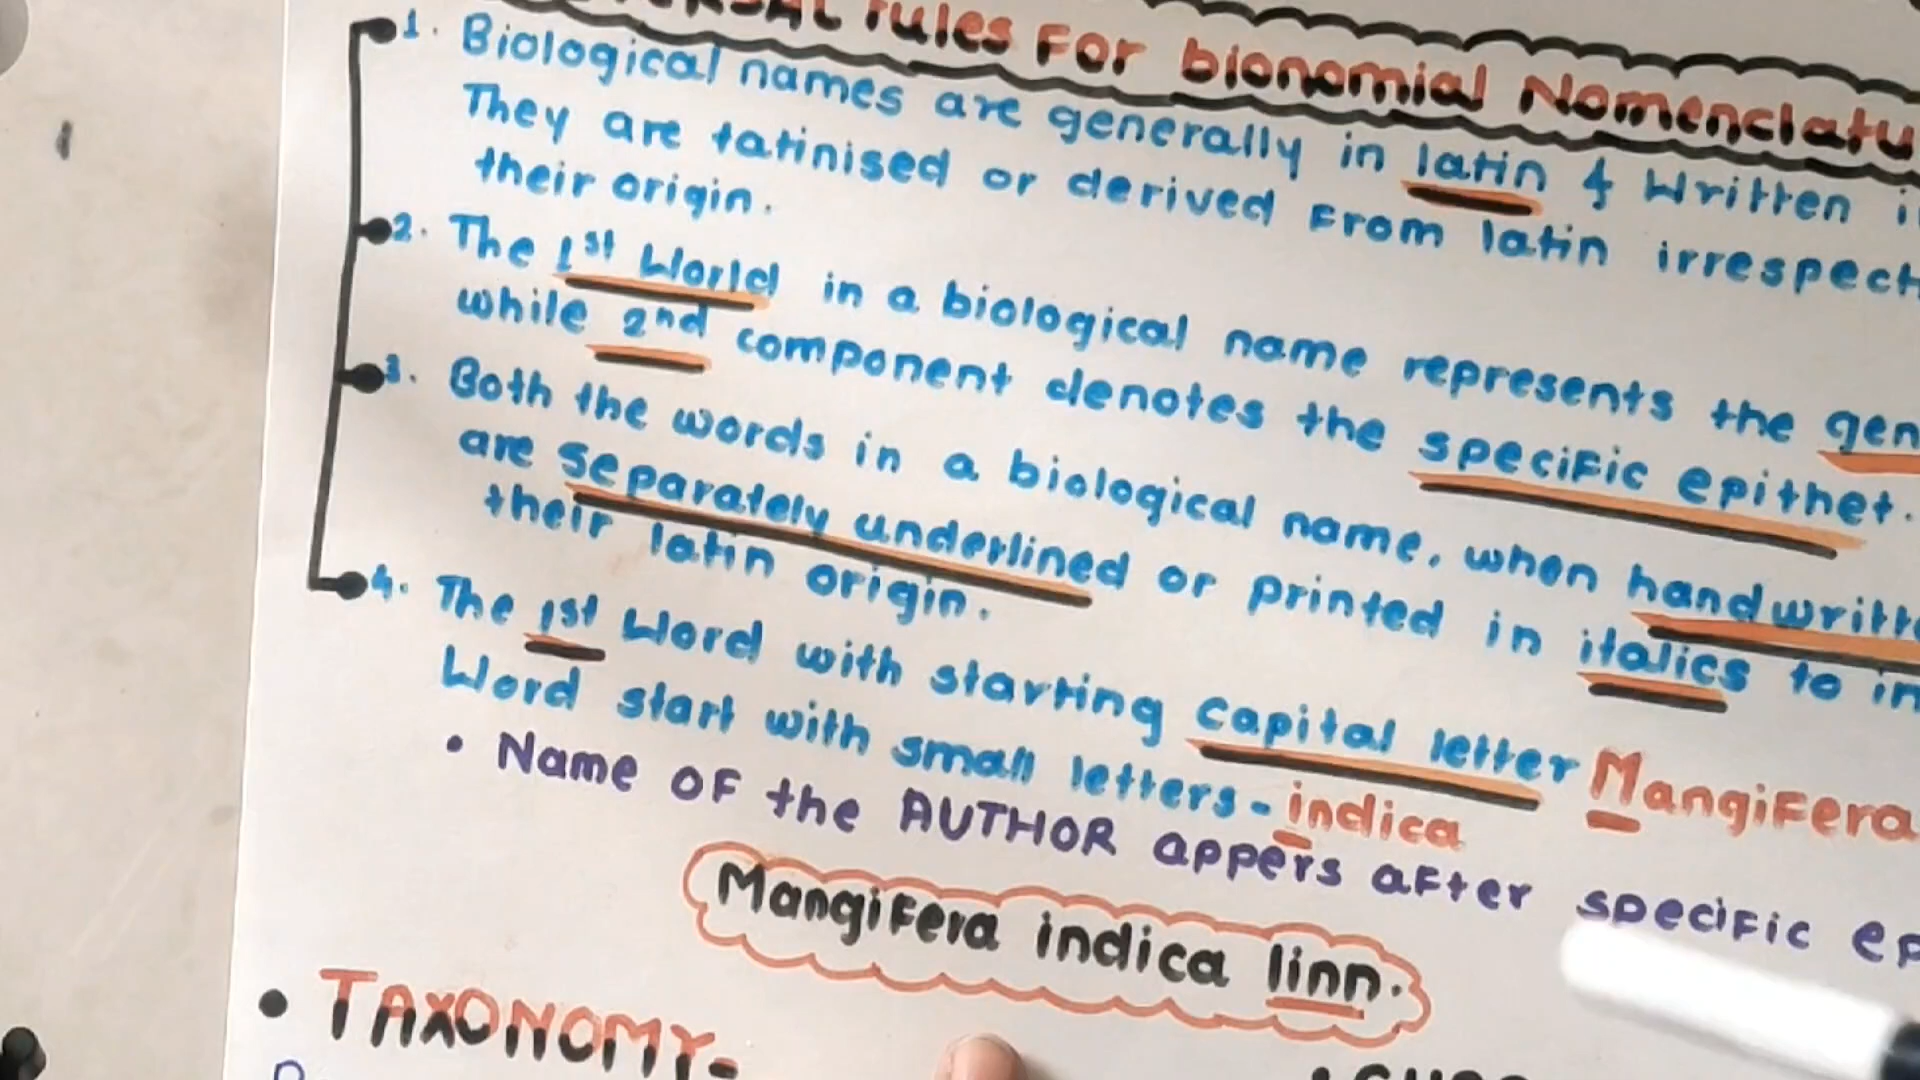 rules For bionomial Nomenclatu
1. Biological names are generally in latin & Written i
They are tatinised or derived From latin irrespect
their origin.
2. The 1st World in a biological name represents the gen
while 2nd component denotes the specific epithet.
3. Both the words in a biological name, when handwritte
are separately underlined or printed in italics to in
their latin origin.
4. The 1st Word with starting capital letter Mangifera
Word start with small letters - indica
• Name OF the AUTHOR appers after specific ep
Mangifera indica linn.
• TAXONOMY-